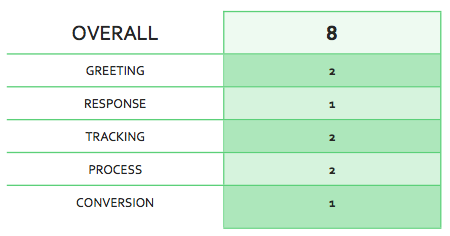 OVERALL 8
GREETING 2
RESPONSE 1
TRACKING 2
PROCESS 2
CONVERSION 1